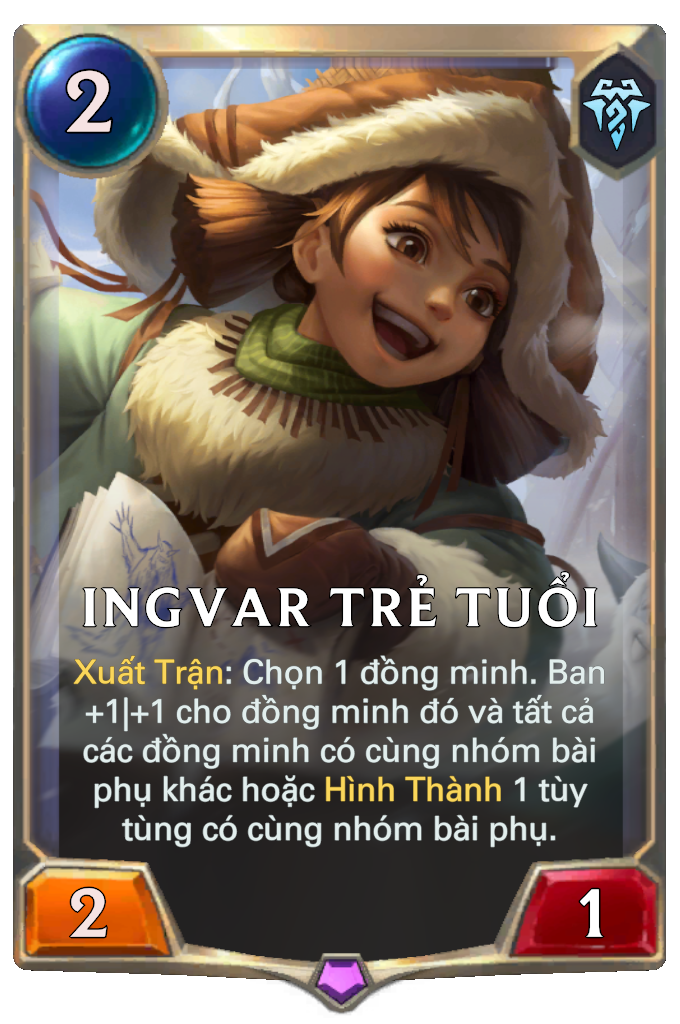 2
INGVAR TRẺ TUỔI
Xuất Trận: Chọn 1 đồng minh. Ban
+1|+1 cho đồng minh đó và tất cả
các đồng minh có cùng nhóm bài
phụ khác hoặc Hình Thành 1 tùy
tùng có cùng nhóm bài phụ.
2 1